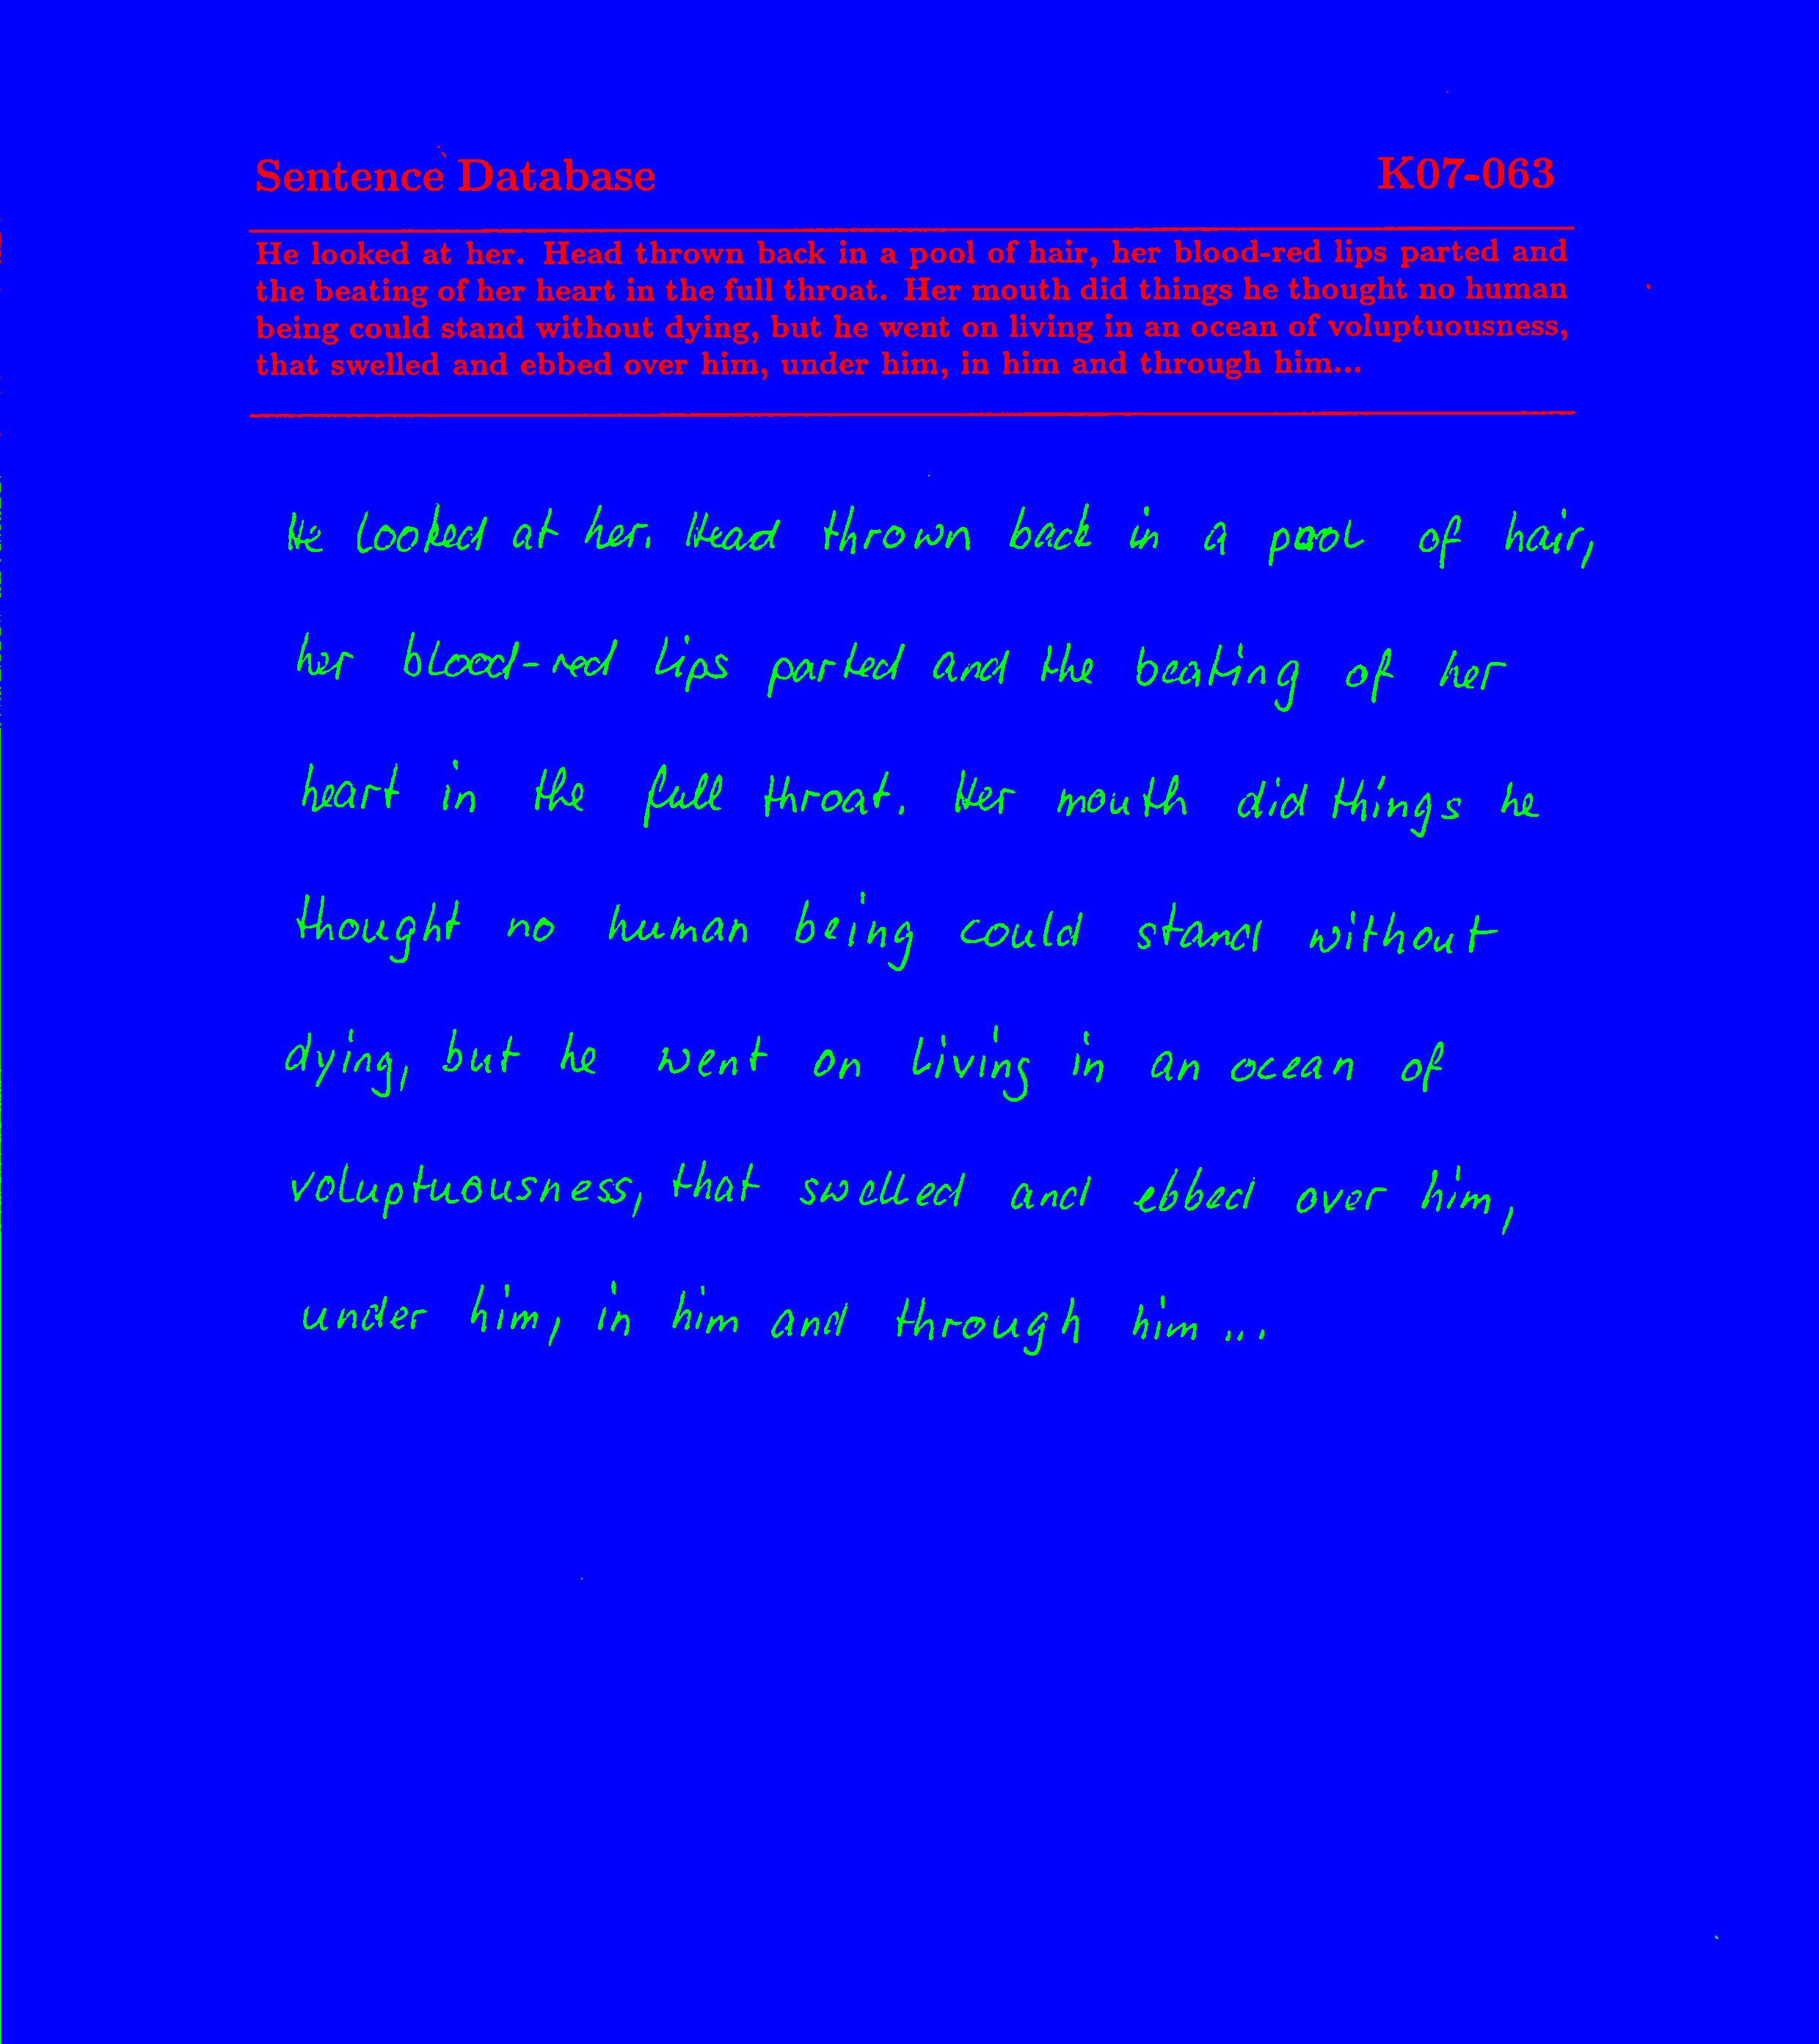 Sentence Database K07-063
He looked at her. Head thrown back in a pool of hair, her blood-red lips parted and
the beating of her heart in the full throat. Her mouth did things he thought no human
being could stand without dying, but he went on living in an ocean of voluptuousness,
that swelled and ebbed over him, under him, in him and through him...
He looked at her. Head thrown back in a pool of hair,
her blood-red lips parted and the beating of her
heart in the full throat. Her mouth did things he
thought no human being could stand without
dying, but he went on living in an ocean of
voluptuousness, that swelled and ebbed over him,
under him, in him and through him...